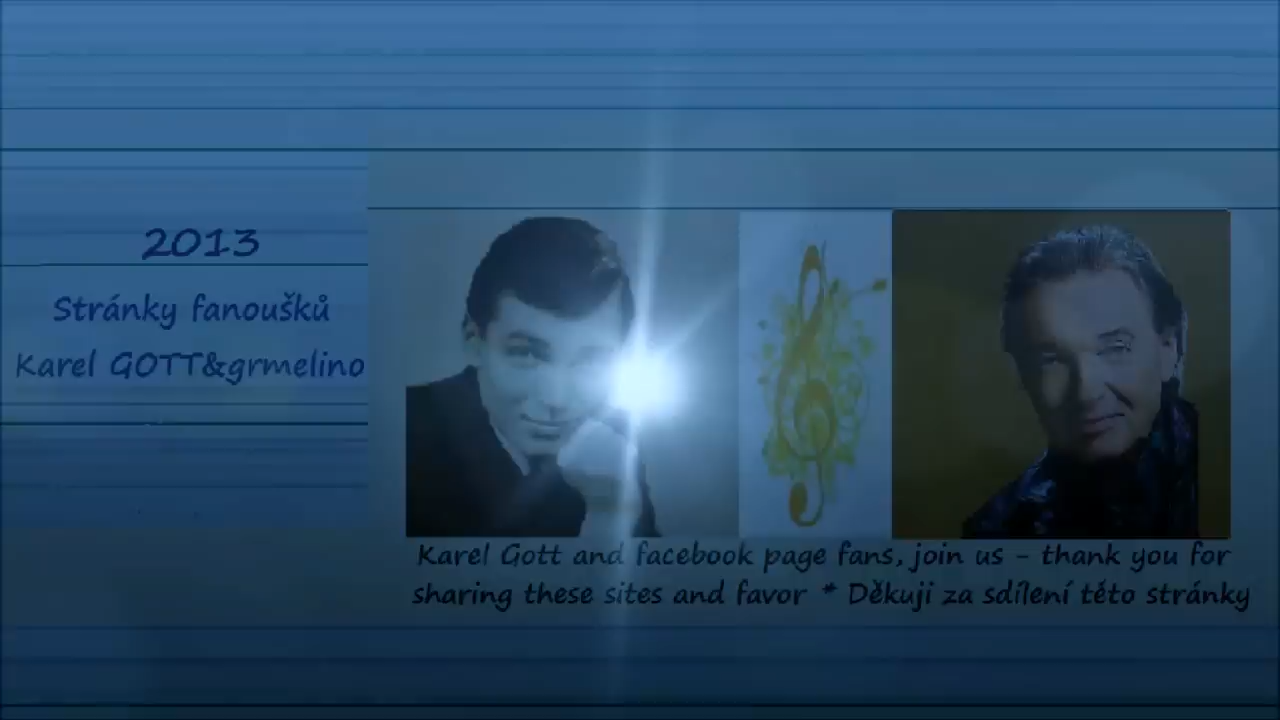 2013
Stránky fanoušků
Karel GOTT&grmelino
Karel Gott and facebook page fans, join us - thank you for
sharing these sites and favor * Děkuji za sdílení této stránky